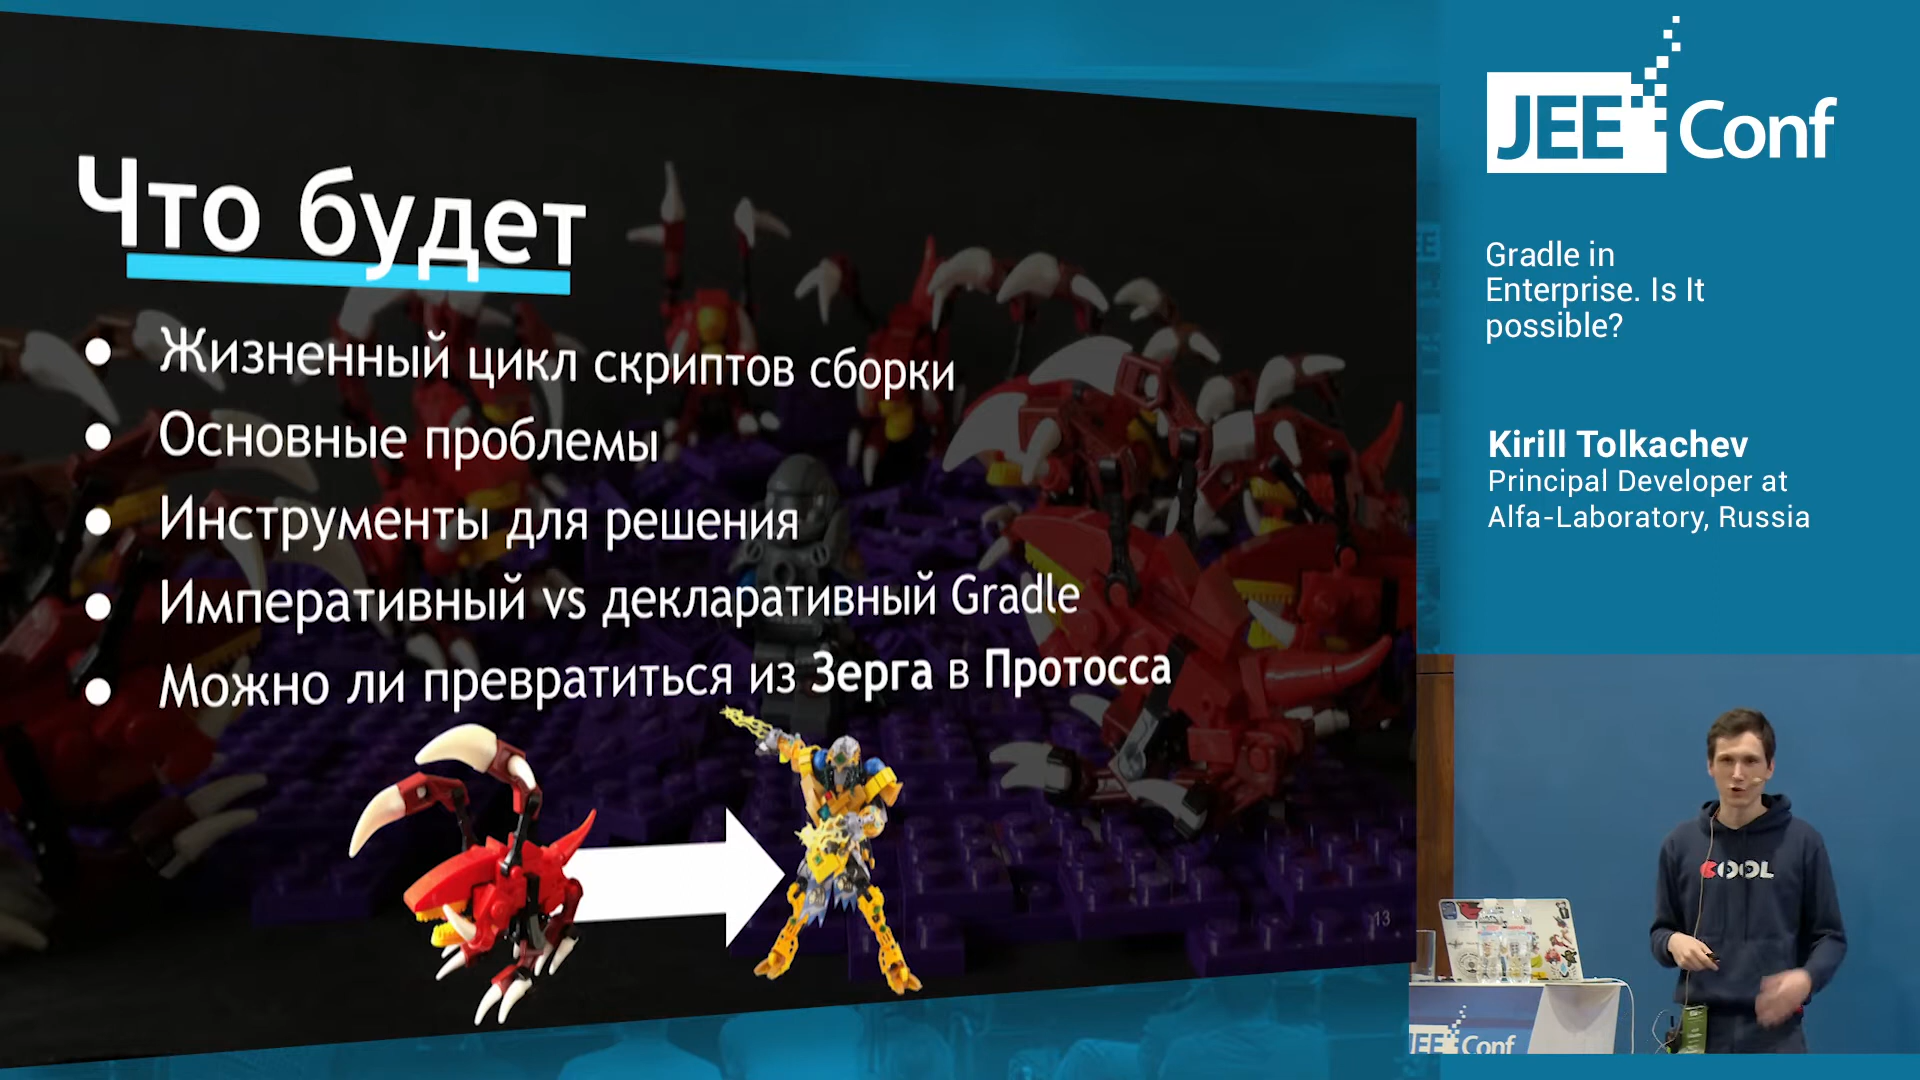 Что будет
Жизненный цикл скриптов сборки
Основные проблемы
Инструменты для решения
Императивный vs декларативный Gradle
Можно ли превратиться из Зерга в Протосса
13
JEE Conf
Gradle in
Enterprise. Is It
possible?
Kirill Tolkachev
Principal Developer at
Alfa-Laboratory, Russia
COOL
JEE Conf